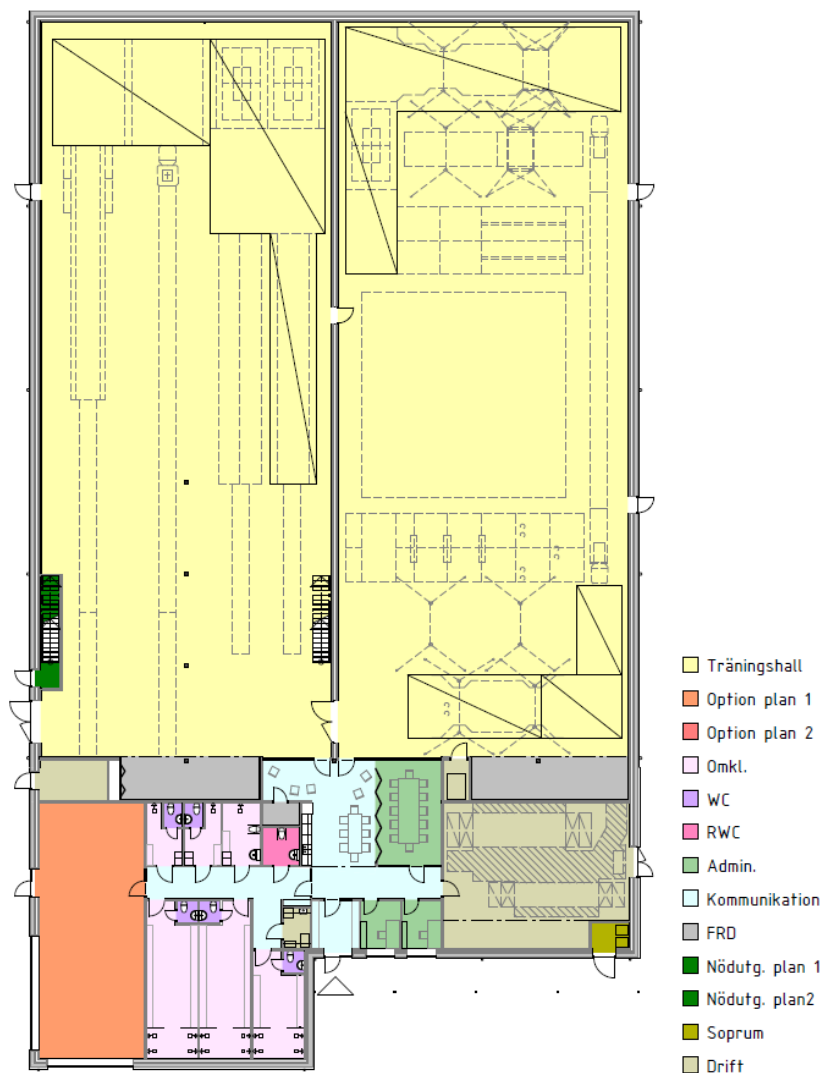 Träningshall
Option plan 1
Option plan 2
Omkl.
WC
RWC
Admin.
Kommunikation
FRD
Nödutg. plan 1
Nödutg. plan2
Soprum
Drift